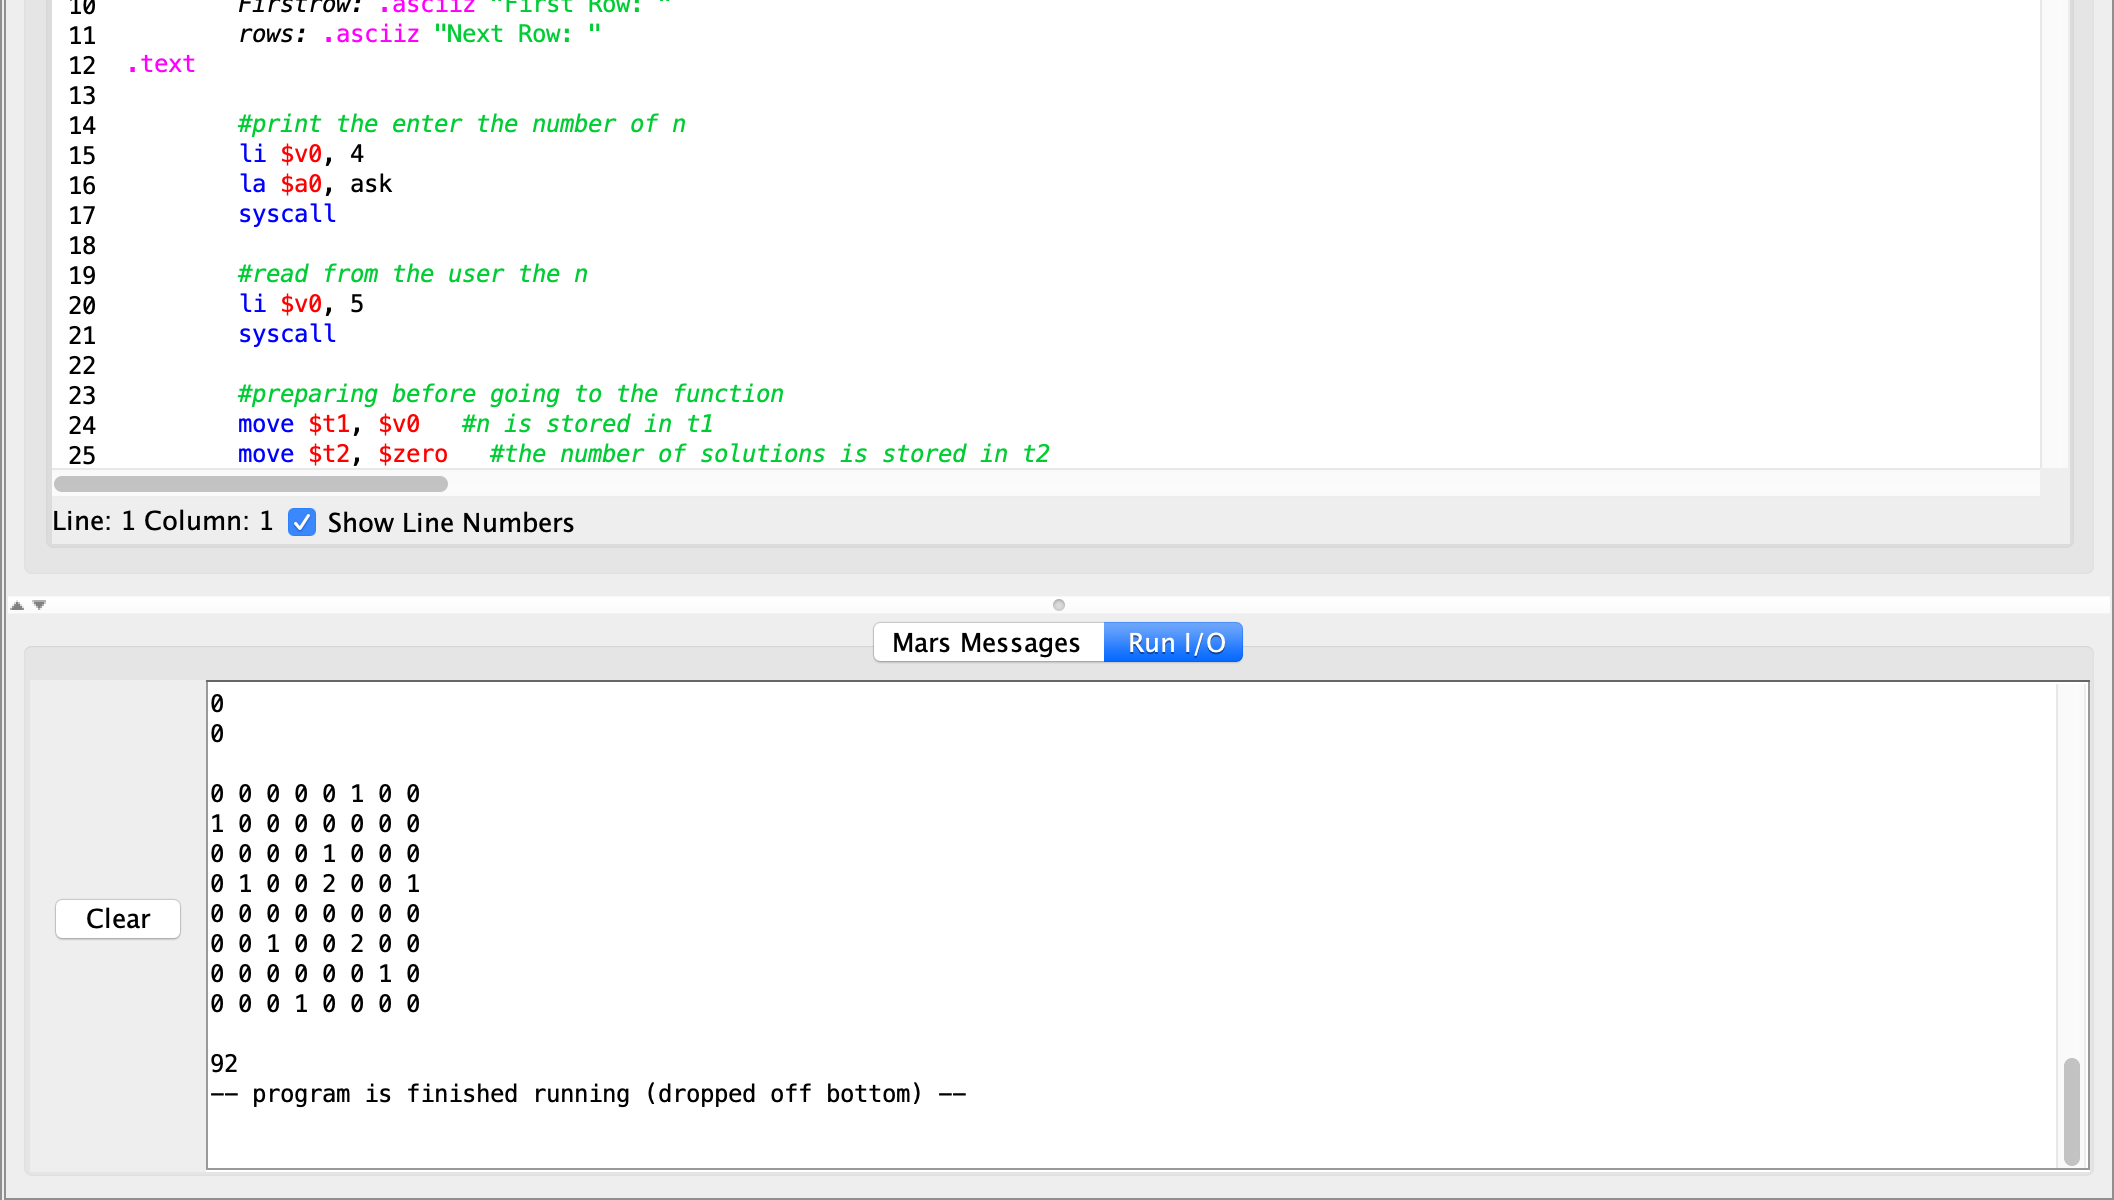 10 Firstrow: .asciiz "First Row: "
11 rows: .asciiz "Next Row: "
12 .text
13
14 #print the enter the number of n
15 li $v0, 4
16 la $a0, ask
17 syscall
18
19 #read from the user the n
20 li $v0, 5
21 syscall
22
23 #preparing before going to the function
24 move $t1, $v0 #n is stored in t1
25 move $t2, $zero #the number of solutions is stored in t2
Line: 1 Column: 1 Show Line Numbers
Mars Messages Run I/O
Clear
0
0
0 0 0 0 0 1 0 0
1 0 0 0 0 0 0 0
0 0 0 0 1 0 0 0
0 1 0 0 2 0 0 1
0 0 0 0 0 0 0 0
0 0 1 0 0 2 0 0
0 0 0 0 0 0 1 0
0 0 0 1 0 0 0 0
92
-- program is finished running (dropped off bottom) --